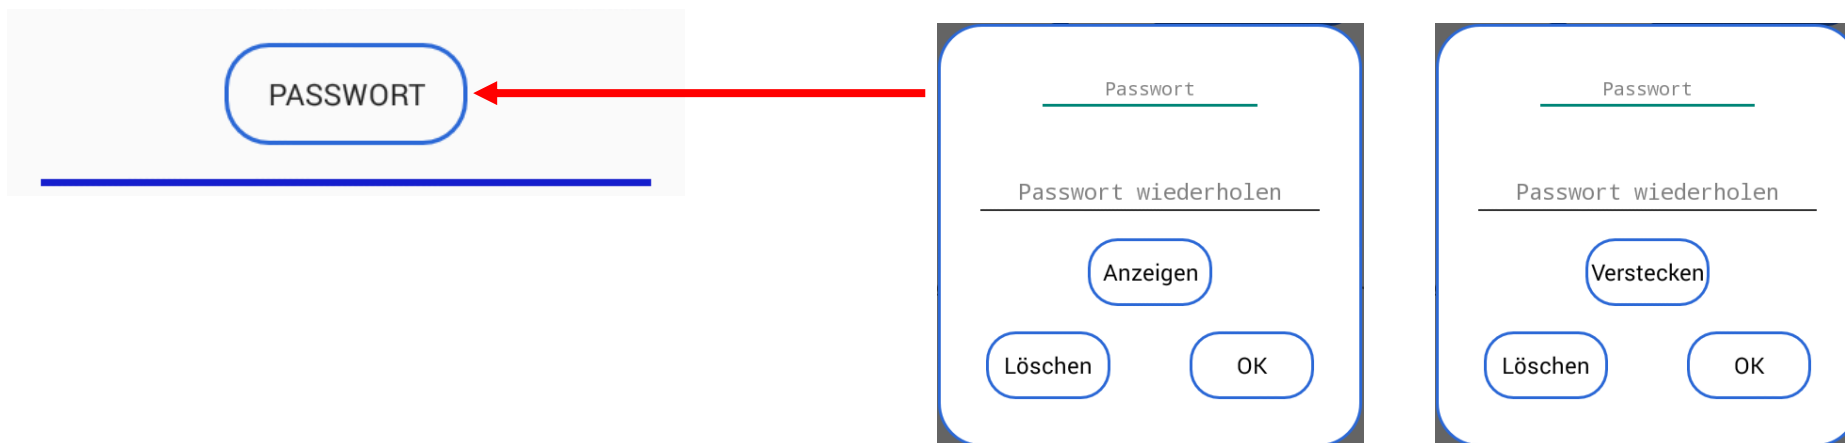 PASSWORT
Passwort
Passwort wiederholen
Anzeigen
Löschen
OK
Passwort
Passwort wiederholen
Verstecken
Löschen
OK